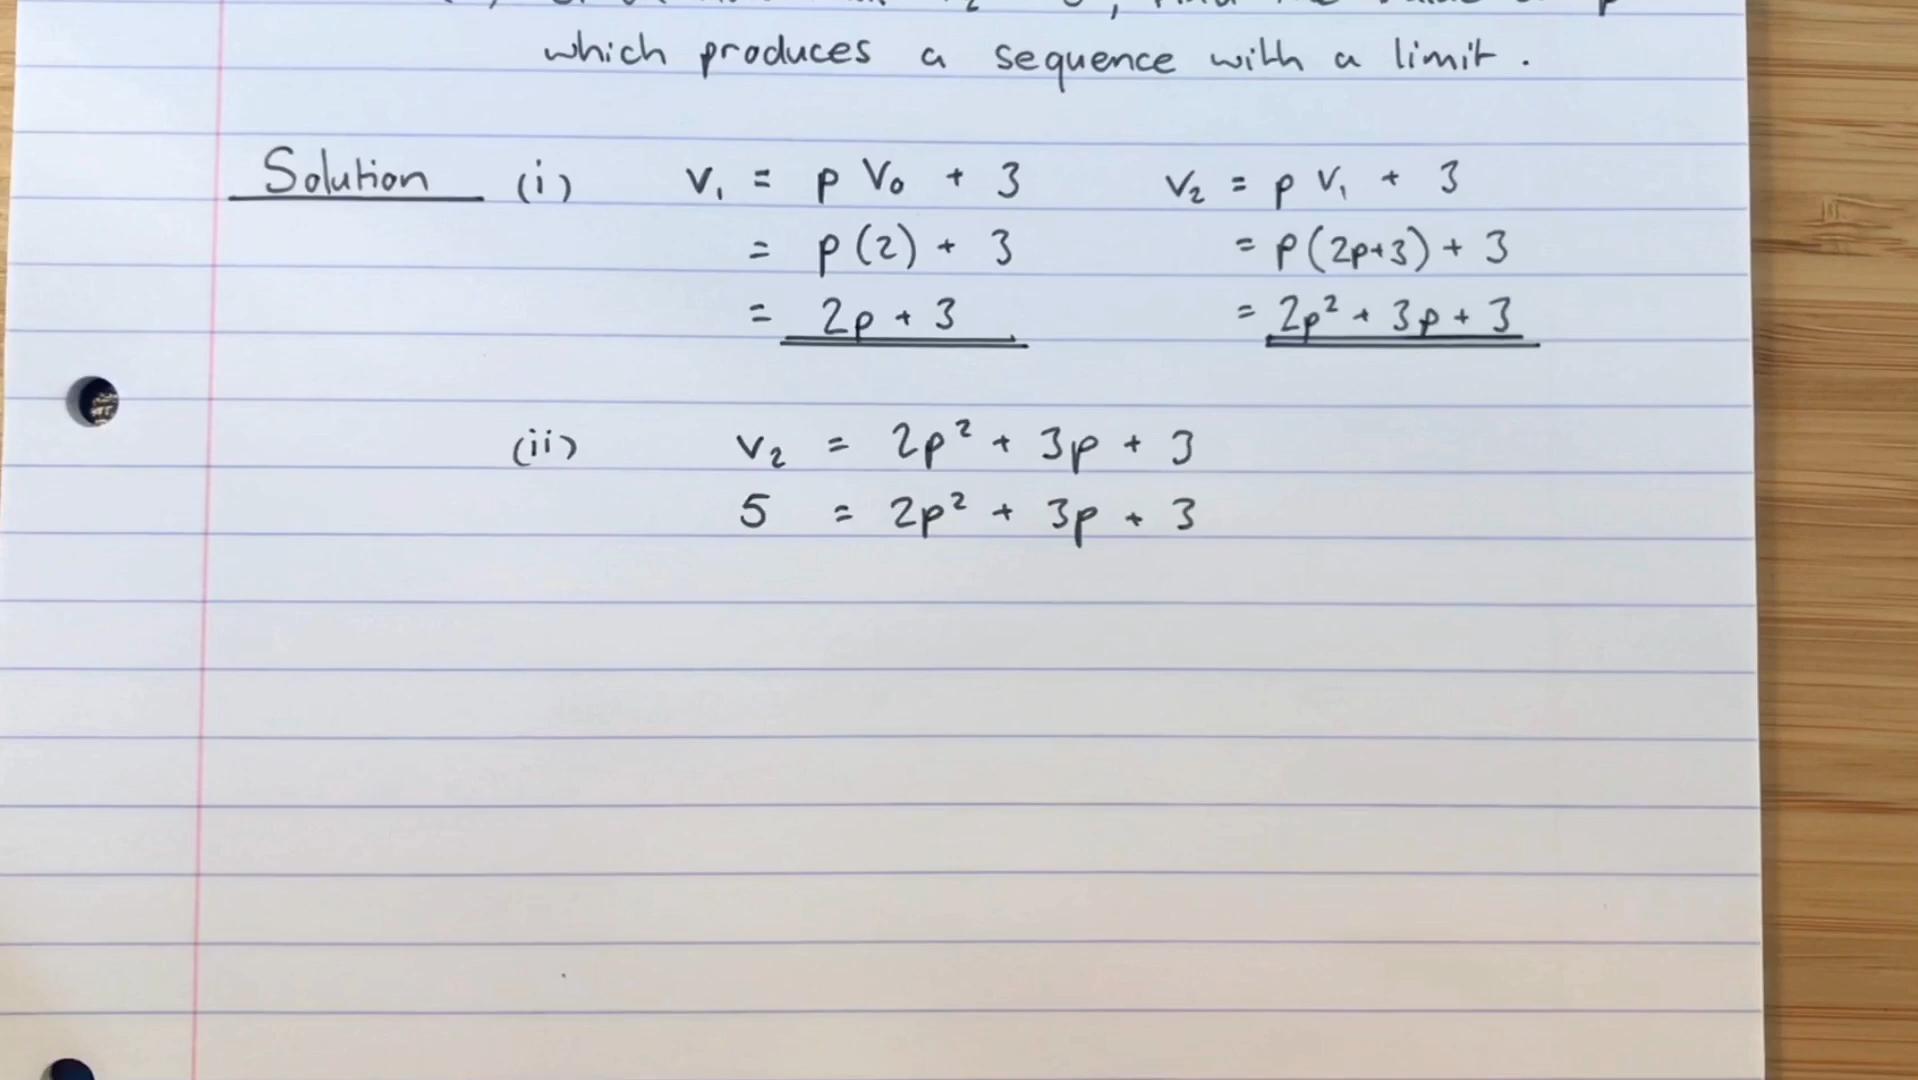 which produces a sequence with a limit.
Solution (i) V₁ = p V₀ + 3
= p(2) + 3
= 2p + 3
V₂ = p V₁ + 3
= p(2p+3) + 3
= 2p² + 3p + 3
(ii) V₂ = 2p² + 3p + 3
5 = 2p² + 3p + 3